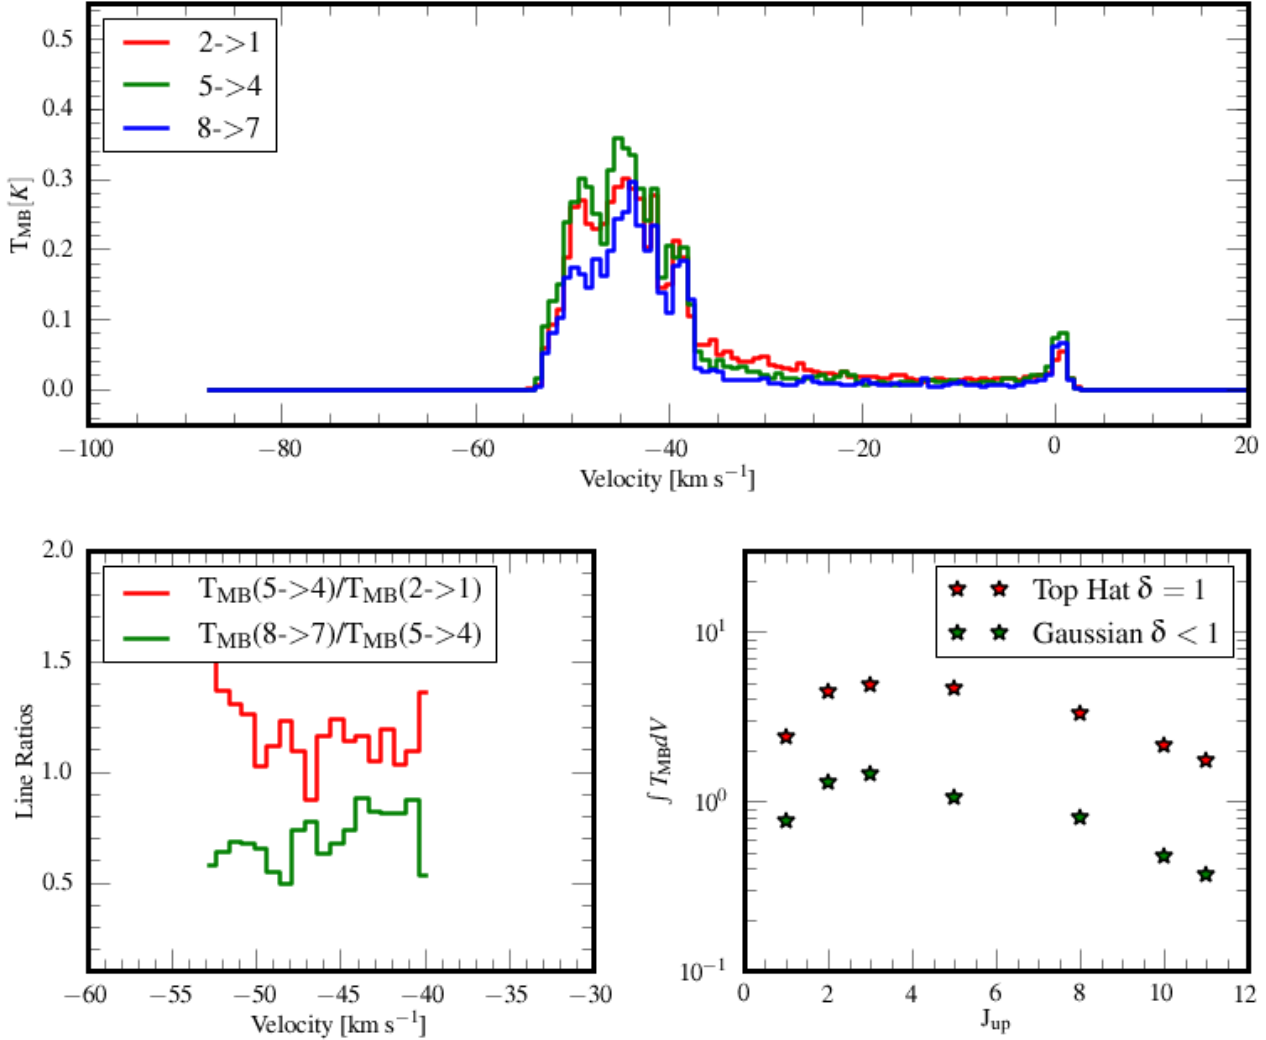 0.5
0.4
0.3
0.2
0.1
0.0
T_MB[K]
2->1
5->4
8->7
−100 −80 −60 −40 −20 0 20
Velocity [km s⁻¹]
2.0
1.5
1.0
0.5
Line Ratios
T_MB(5->4)/T_MB(2->1)
T_MB(8->7)/T_MB(5->4)
−60 −55 −50 −45 −40 −35 −30
Velocity [km s⁻¹]
10¹
10⁰
10⁻¹
∫ T_MB dV
Top Hat δ = 1
Gaussian δ < 1
0 2 4 6 8 10 12
J_up